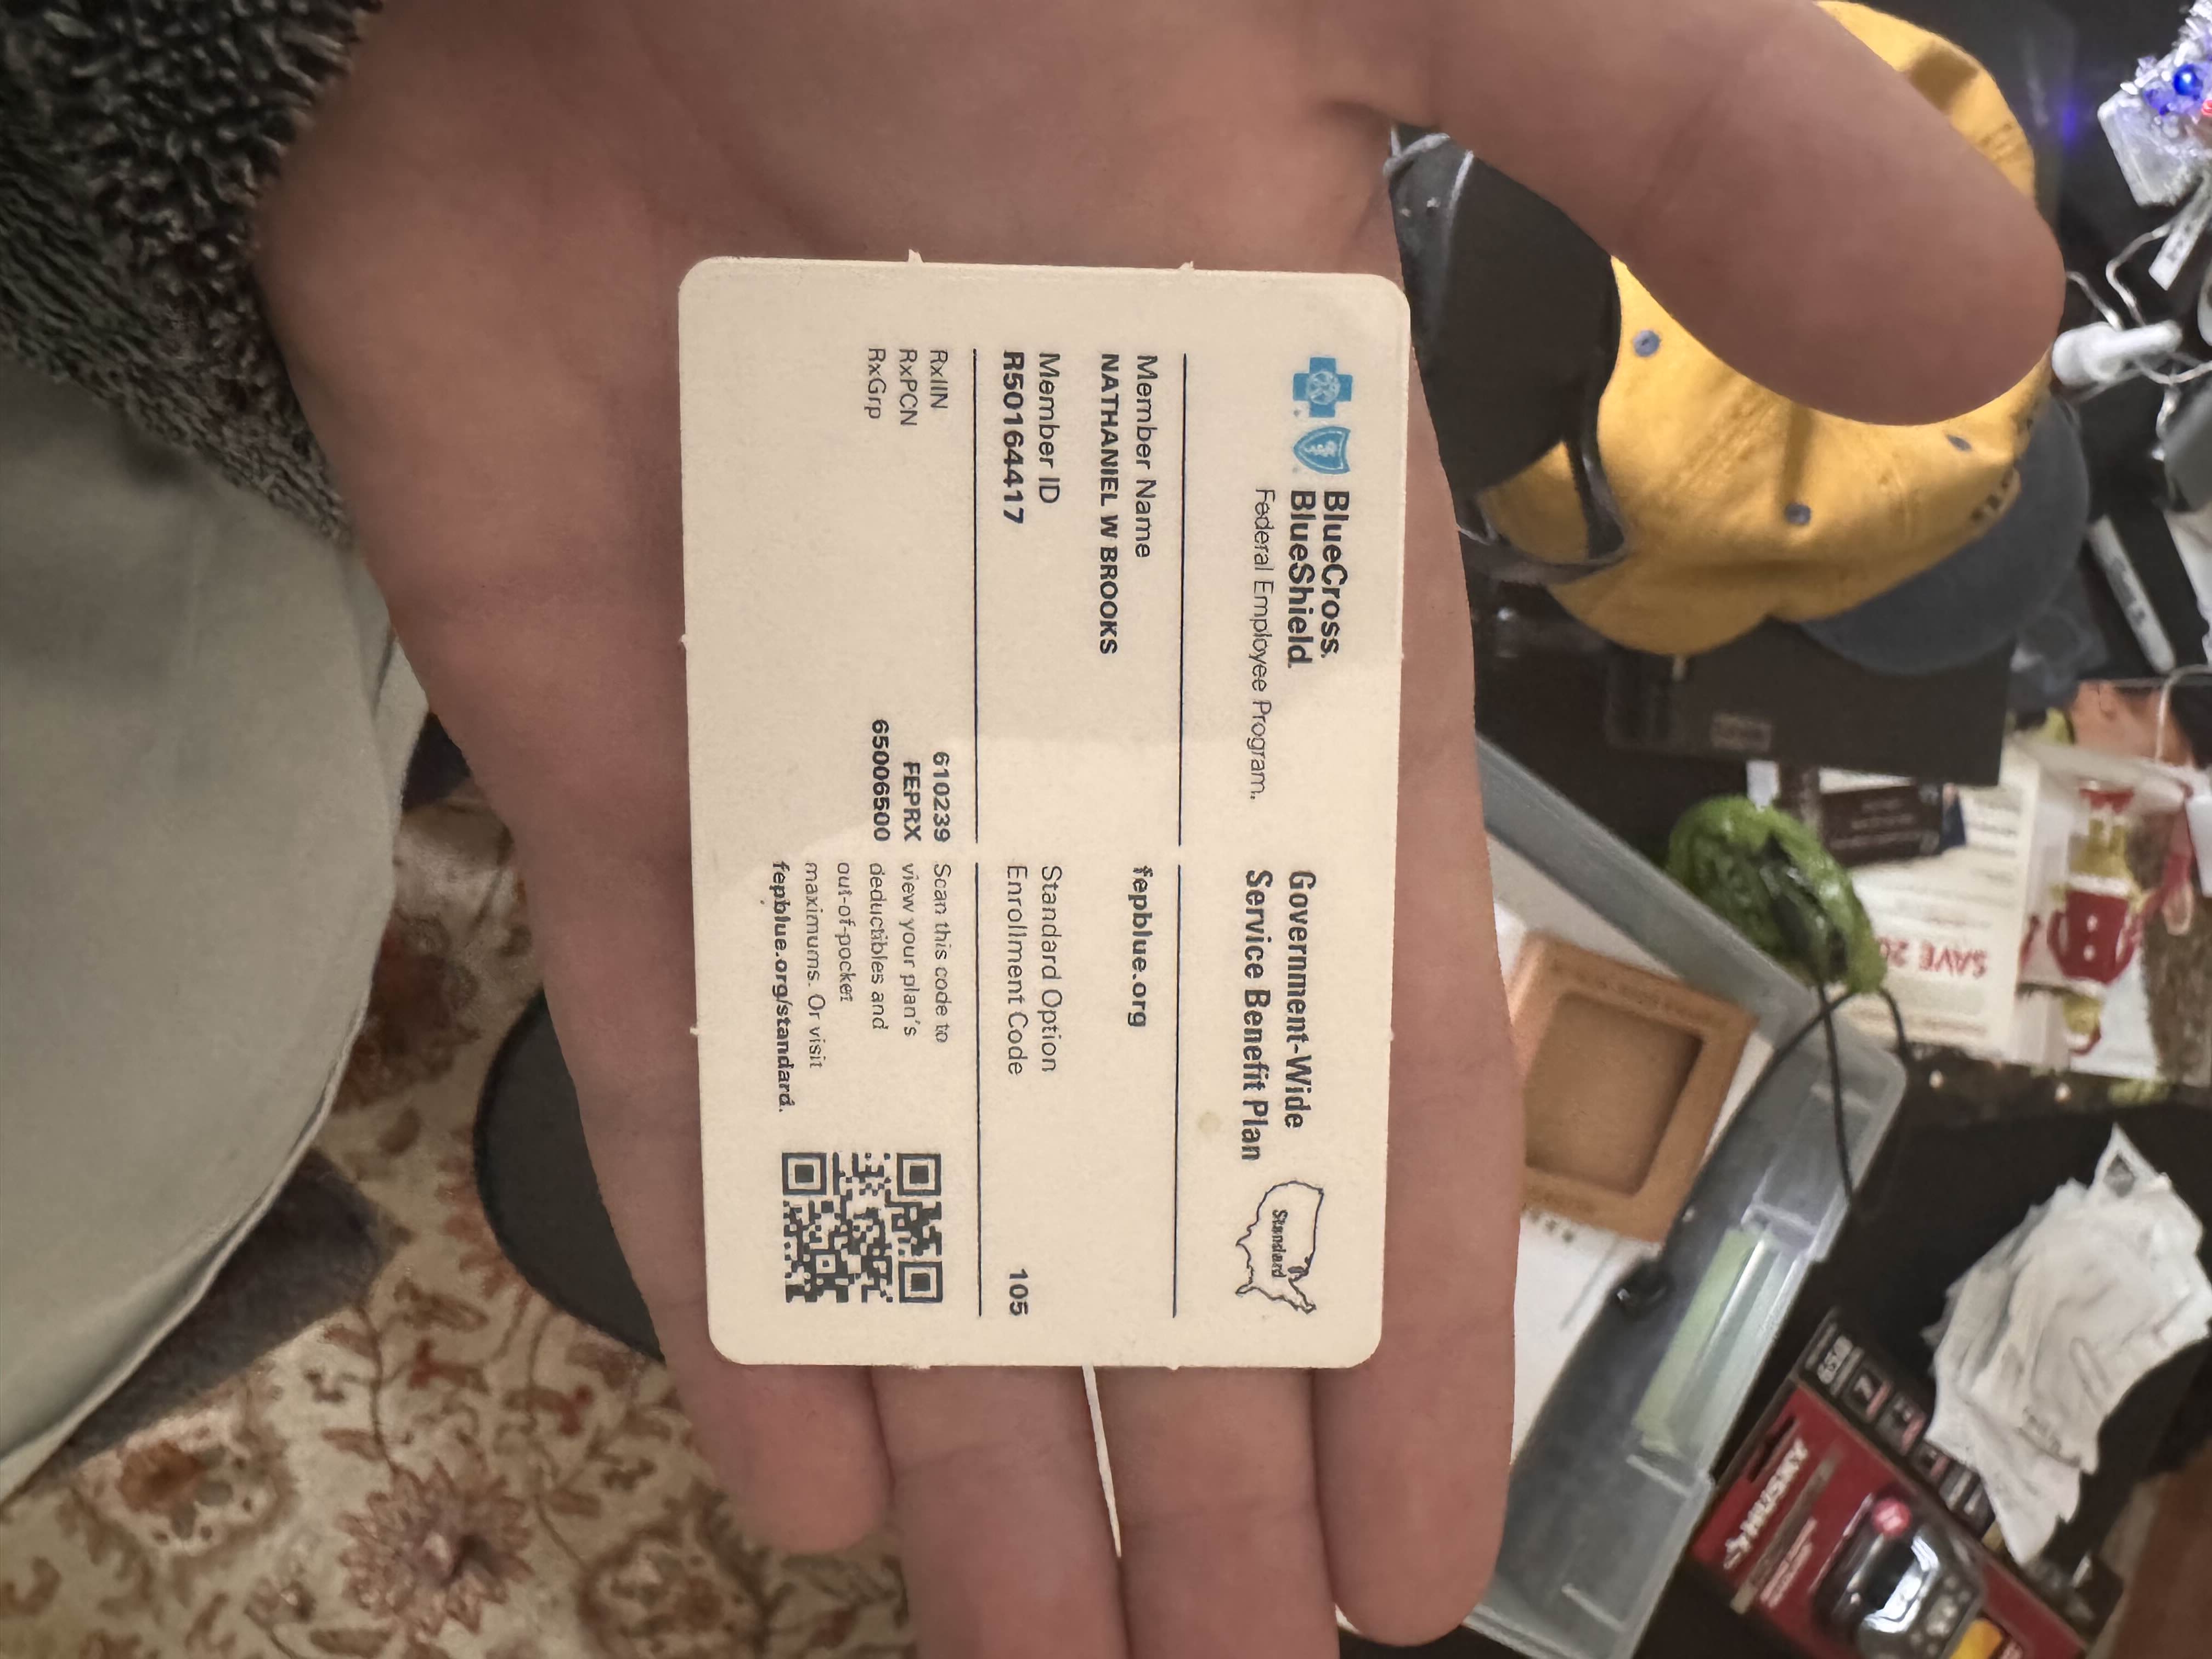 BlueCross.
BlueShield.
Federal Employee Program.
Government-Wide
Service Benefit Plan
Standard
Member Name
NATHANIEL W BROOKS
fepblue.org
Member ID
R50164417
Standard Option
Enrollment Code 105
RxIIN 610239
RxPCN FEPRX
RxGrp 65006500
Scan this code to
view your plan's
deductibles and
out-of-pocket
maximums. Or visit
fepblue.org/standard.
SAVE
HUSKY